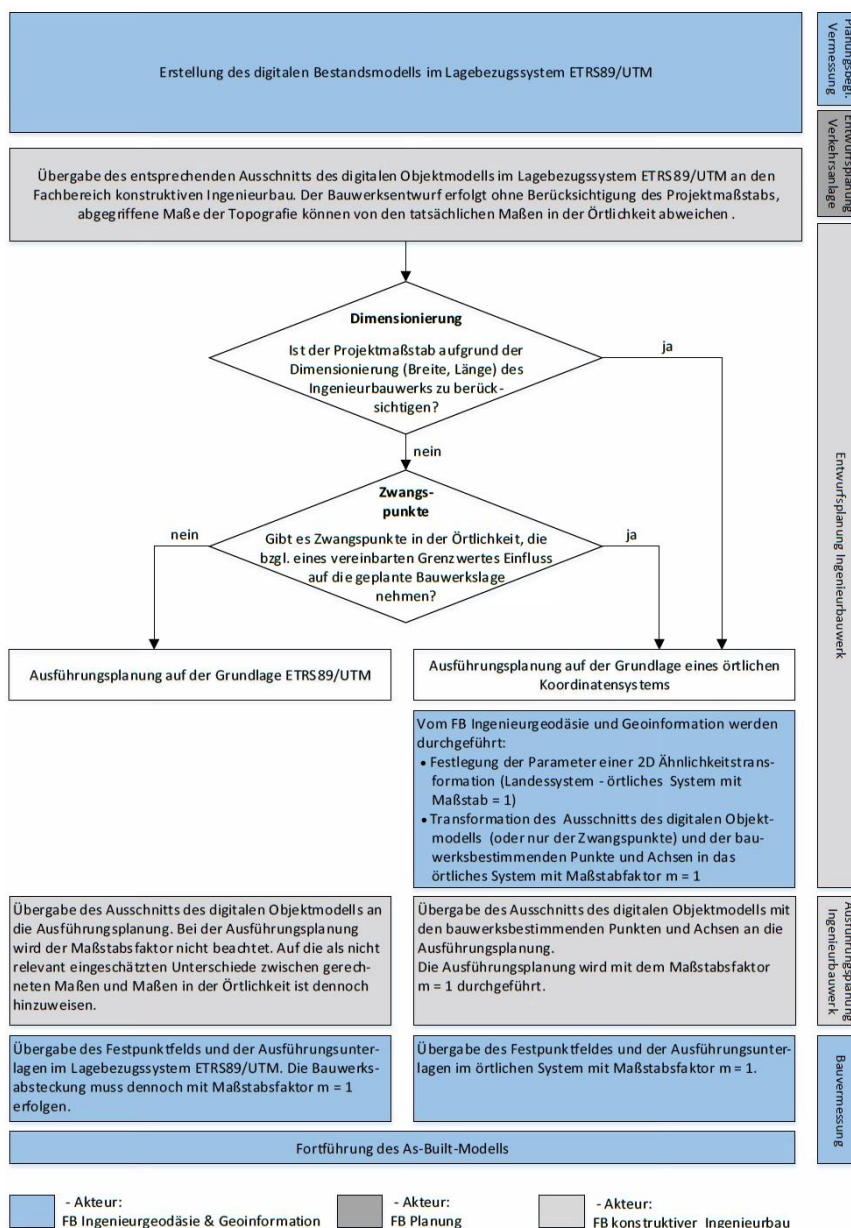 Erstellung des digitalen Bestandsmodells im Lagebezugssystem ETRS89/UTM
Planungsbegl.
Vermessung
Übergabe des entsprechenden Ausschnitts des digitalen Objektmodells im Lagebezugssystem ETRS89/UTM an den
Fachbereich konstruktiven Ingenieurbau. Der Bauwerksentwurf erfolgt ohne Berücksichtigung des Projektmaßstabs,
abgegriffene Maße der Topografie können von den tatsächlichen Maßen in der Örtlichkeit abweichen .
Entwurfsplanung
Verkehrsanlage
Dimensionierung
Ist der Projektmaßstab aufgrund der
Dimensionierung (Breite, Länge) des
Ingenieurbauwerks zu berück-
sichtigen?
ja
nein
Zwangs-
punkte
Gibt es Zwangspunkte in der Örtlichkeit, die
bzgl. eines vereinbarten Grenzwertes Einfluss
auf die geplante Bauwerkslage
nehmen?
nein
ja
Entwurfsplanung Ingenieurbauwerk
Ausführungsplanung auf der Grundlage ETRS89/UTM
Ausführungsplanung auf der Grundlage eines örtlichen
Koordinatensystems
Vom FB Ingenieurgeodäsie und Geoinformation werden
durchgeführt:
• Festlegung der Parameter einer 2D Ähnlichkeitstrans-
formation (Landessystem - örtliches System mit
Maßstab = 1)
• Transformation des Ausschnitts des digitalen Objekt-
modells (oder nur der Zwangspunkte) und der bau-
werksbestimmenden Punkte und Achsen in das
örtliches System mit Maßstabfaktor m = 1
Übergabe des Ausschnitts des digitalen Objektmodells an
die Ausführungsplanung. Bei der Ausführungsplanung
wird der Maßstabsfaktor nicht beachtet. Auf die als nicht
relevant eingeschätzten Unterschiede zwischen gerech-
neten Maßen und Maßen in der Örtlichkeit ist dennoch
hinzuweisen.
Übergabe des Ausschnitts des digitalen Objektmodells mit
den bauwerksbestimmenden Punkten und Achsen an die
Ausführungsplanung.
Die Ausführungsplanung wird mit dem Maßstabsfaktor
m = 1 durchgeführt.
Ausführungsplanung
Ingenieurbauwerk
Übergabe des Festpunktfelds und der Ausführungsunter-
lagen im Lagebezugssystem ETRS89/UTM. Die Bauwerks-
absteckung muss dennoch mit Maßstabsfaktor m = 1
erfolgen.
Übergabe des Festpunktfeldes und der Ausführungsunter-
lagen im örtlichen System mit Maßstabsfaktor m = 1.
Bauvermessung
Fortführung des As-Built-Modells
- Akteur:
FB Ingenieurgeodäsie & Geoinformation
- Akteur:
FB Planung
- Akteur:
FB konstruktiver Ingenieurbau